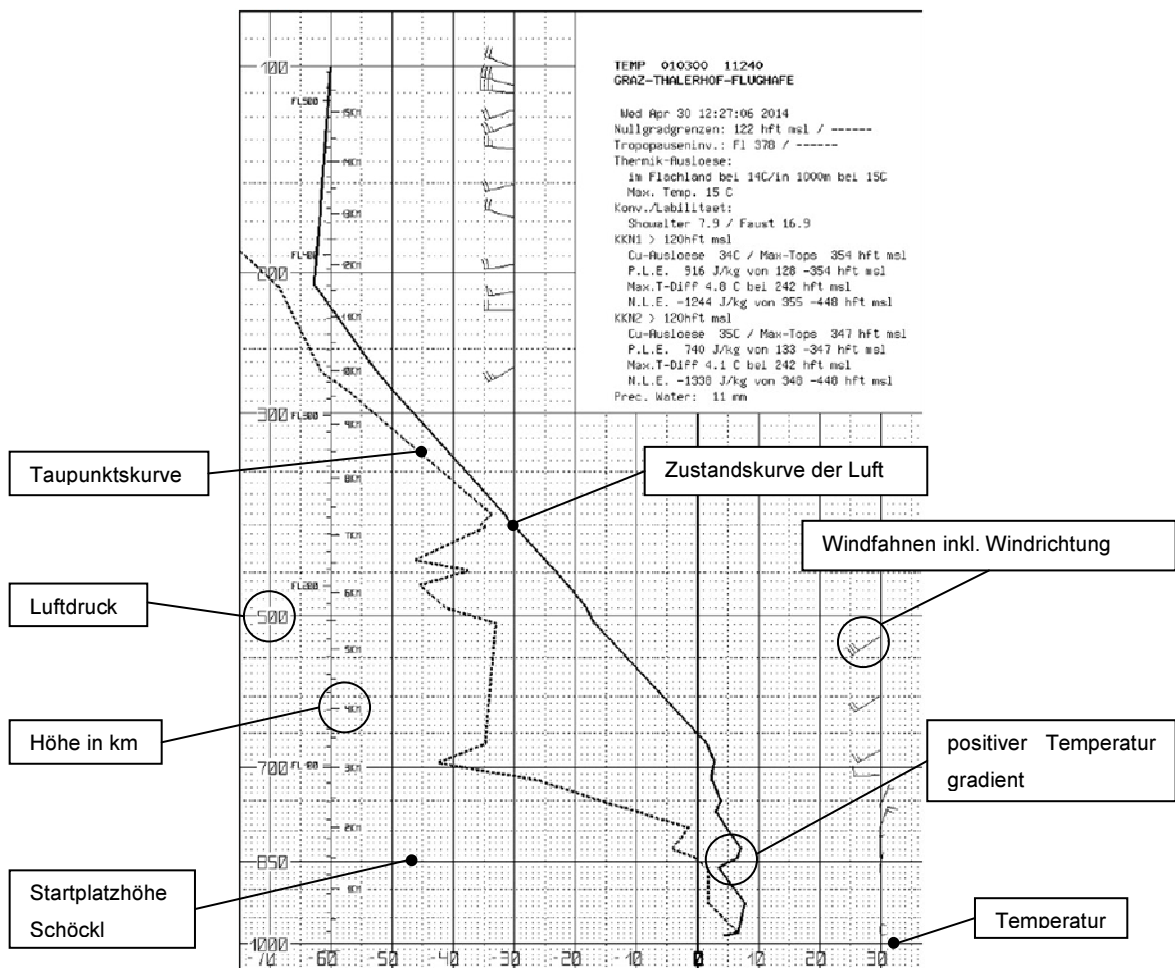 TEMP 010300 11240
GRAZ-THALERHOF-FLUGHAFE
Wed Apr 30 12:27:06 2014
Nullgradgrenzen: 122 hft msl / ------
Tropopauseninv.: Fl 378 / ------
Thermik-Ausloese:
im Flachland bei 14C/in 1000m bei 15C
Max. Temp. 15 C
Konv./Labilitaet:
Showalter 7.9 / Faust 16.9
KKN1 > 120hft msl
Cu-Ausloese 34C / Max-Tops 354 hft msl
P.L.E. 916 J/kg von 128 -354 hft msl
Max.T-Diff 4.8 C bei 242 hft msl
N.L.E. -1244 J/kg von 355 -448 hft msl
KKN2 > 120hft msl
Cu-Ausloese 35C / Max-Tops 347 hft msl
P.L.E. 740 J/kg von 133 -347 hft msl
Max.T-Diff 4.1 C bei 242 hft msl
N.L.E. -1338 J/kg von 348 -448 hft msl
Prec. Water: 11 mm
100
FL500
200
300
FL300
Taupunktskurve
Zustandskurve der Luft
Windfahnen inkl. Windrichtung
Luftdruck
500
Höhe in km
positiver Temperatur
gradient
700
850
Startplatzhöhe
Schöckl
Temperatur
1000
-70 -60 -50 -40 -30 -20 -10 0 10 20 30